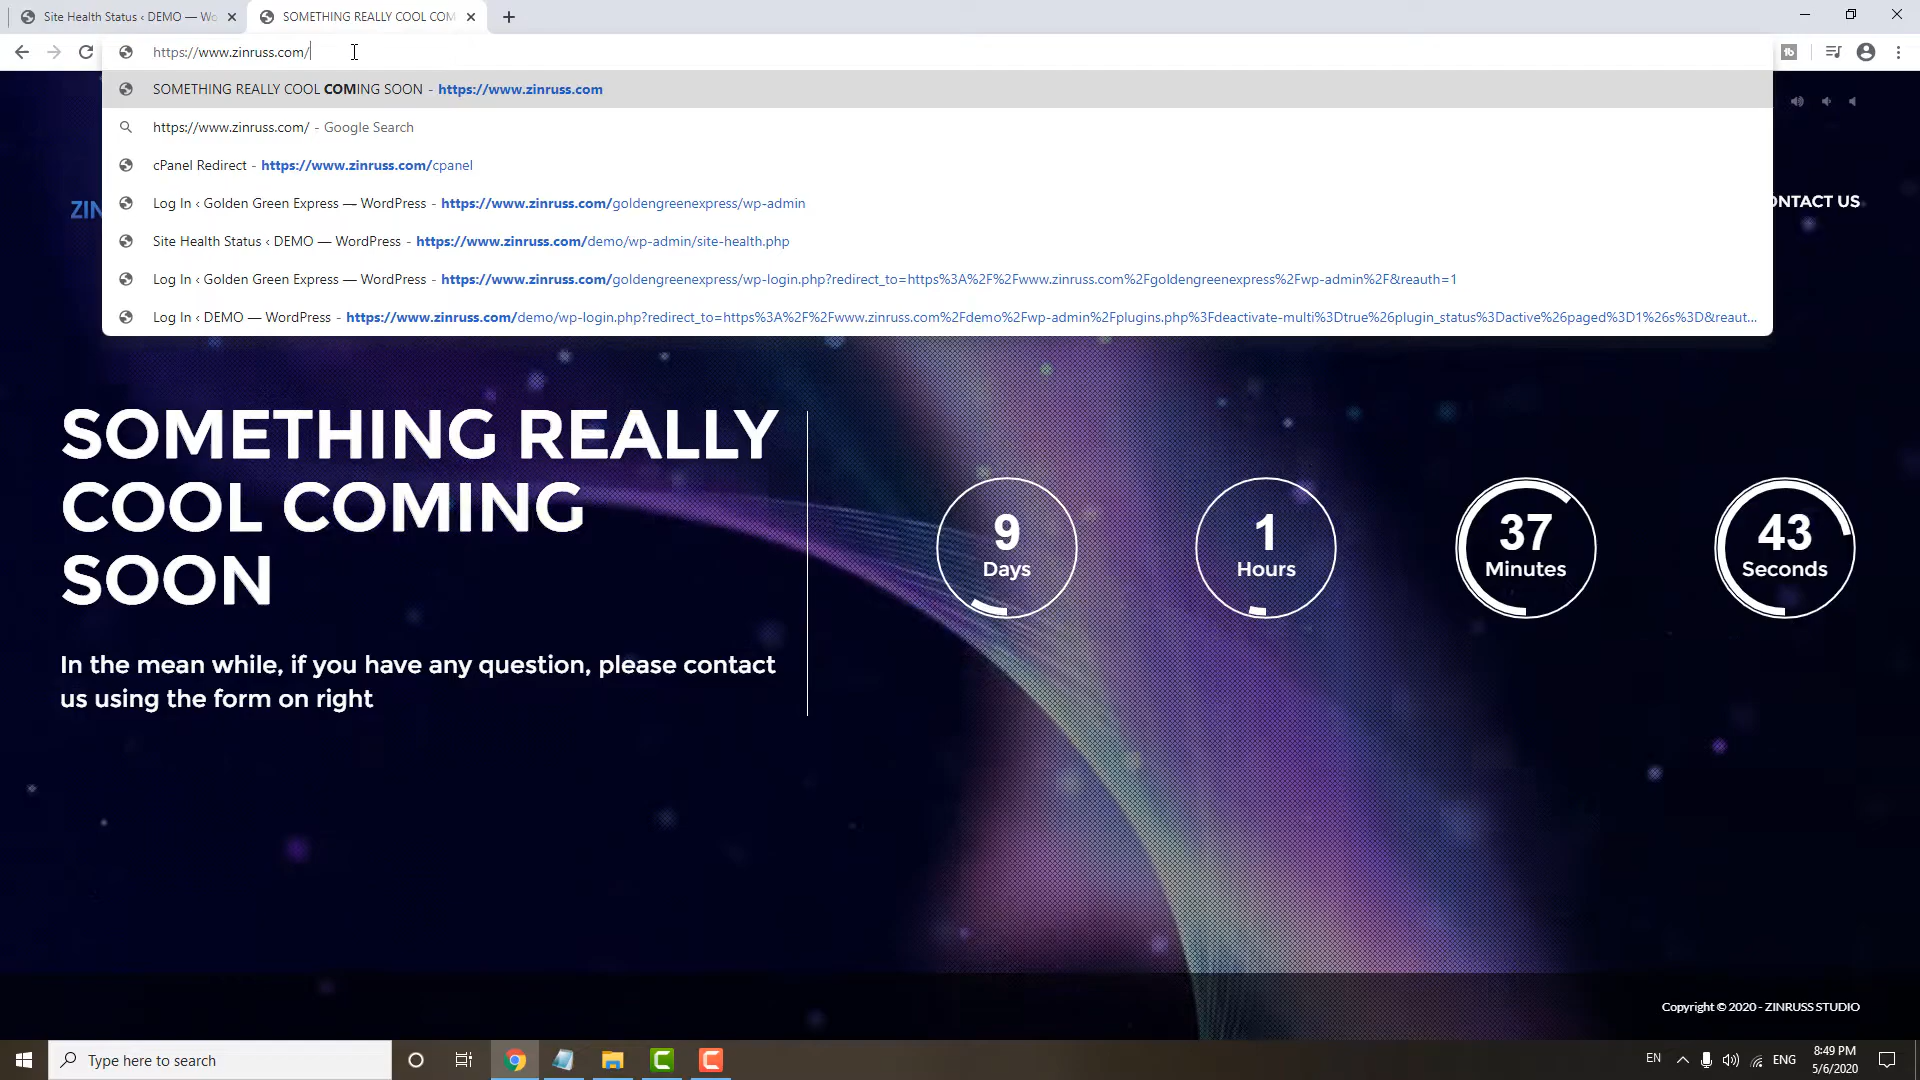 Site Health Status ‹ DEMO — Wo
SOMETHING REALLY COOL COM
https://www.zinruss.com/
SOMETHING REALLY COOL COMING SOON - https://www.zinruss.com
https://www.zinruss.com/ - Google Search
cPanel Redirect - https://www.zinruss.com/cpanel
Log In ‹ Golden Green Express — WordPress - https://www.zinruss.com/goldengreenexpress/wp-admin
Site Health Status ‹ DEMO — WordPress - https://www.zinruss.com/demo/wp-admin/site-health.php
Log In ‹ Golden Green Express — WordPress - https://www.zinruss.com/goldengreenexpress/wp-login.php?redirect_to=https%3A%2F%2Fwww.zinruss.com%2Fgoldengreenexpress%2Fwp-admin%2F&reauth=1
Log In ‹ DEMO — WordPress - https://www.zinruss.com/demo/wp-login.php?redirect_to=https%3A%2F%2Fwww.zinruss.com%2Fdemo%2Fwp-admin%2Fplugins.php%3Fdeactivate-multi%3Dtrue%26plugin_status%3Dactive%26paged%3D1%26s%3D&reaut...
ZIN
ONTACT US
SOMETHING REALLY
COOL COMING
SOON
In the mean while, if you have any question, please contact
us using the form on right
9
Days
1
Hours
37
Minutes
43
Seconds
Copyright © 2020 - ZINRUSS STUDIO
Type here to search
EN
ENG
8:49 PM
5/6/2020